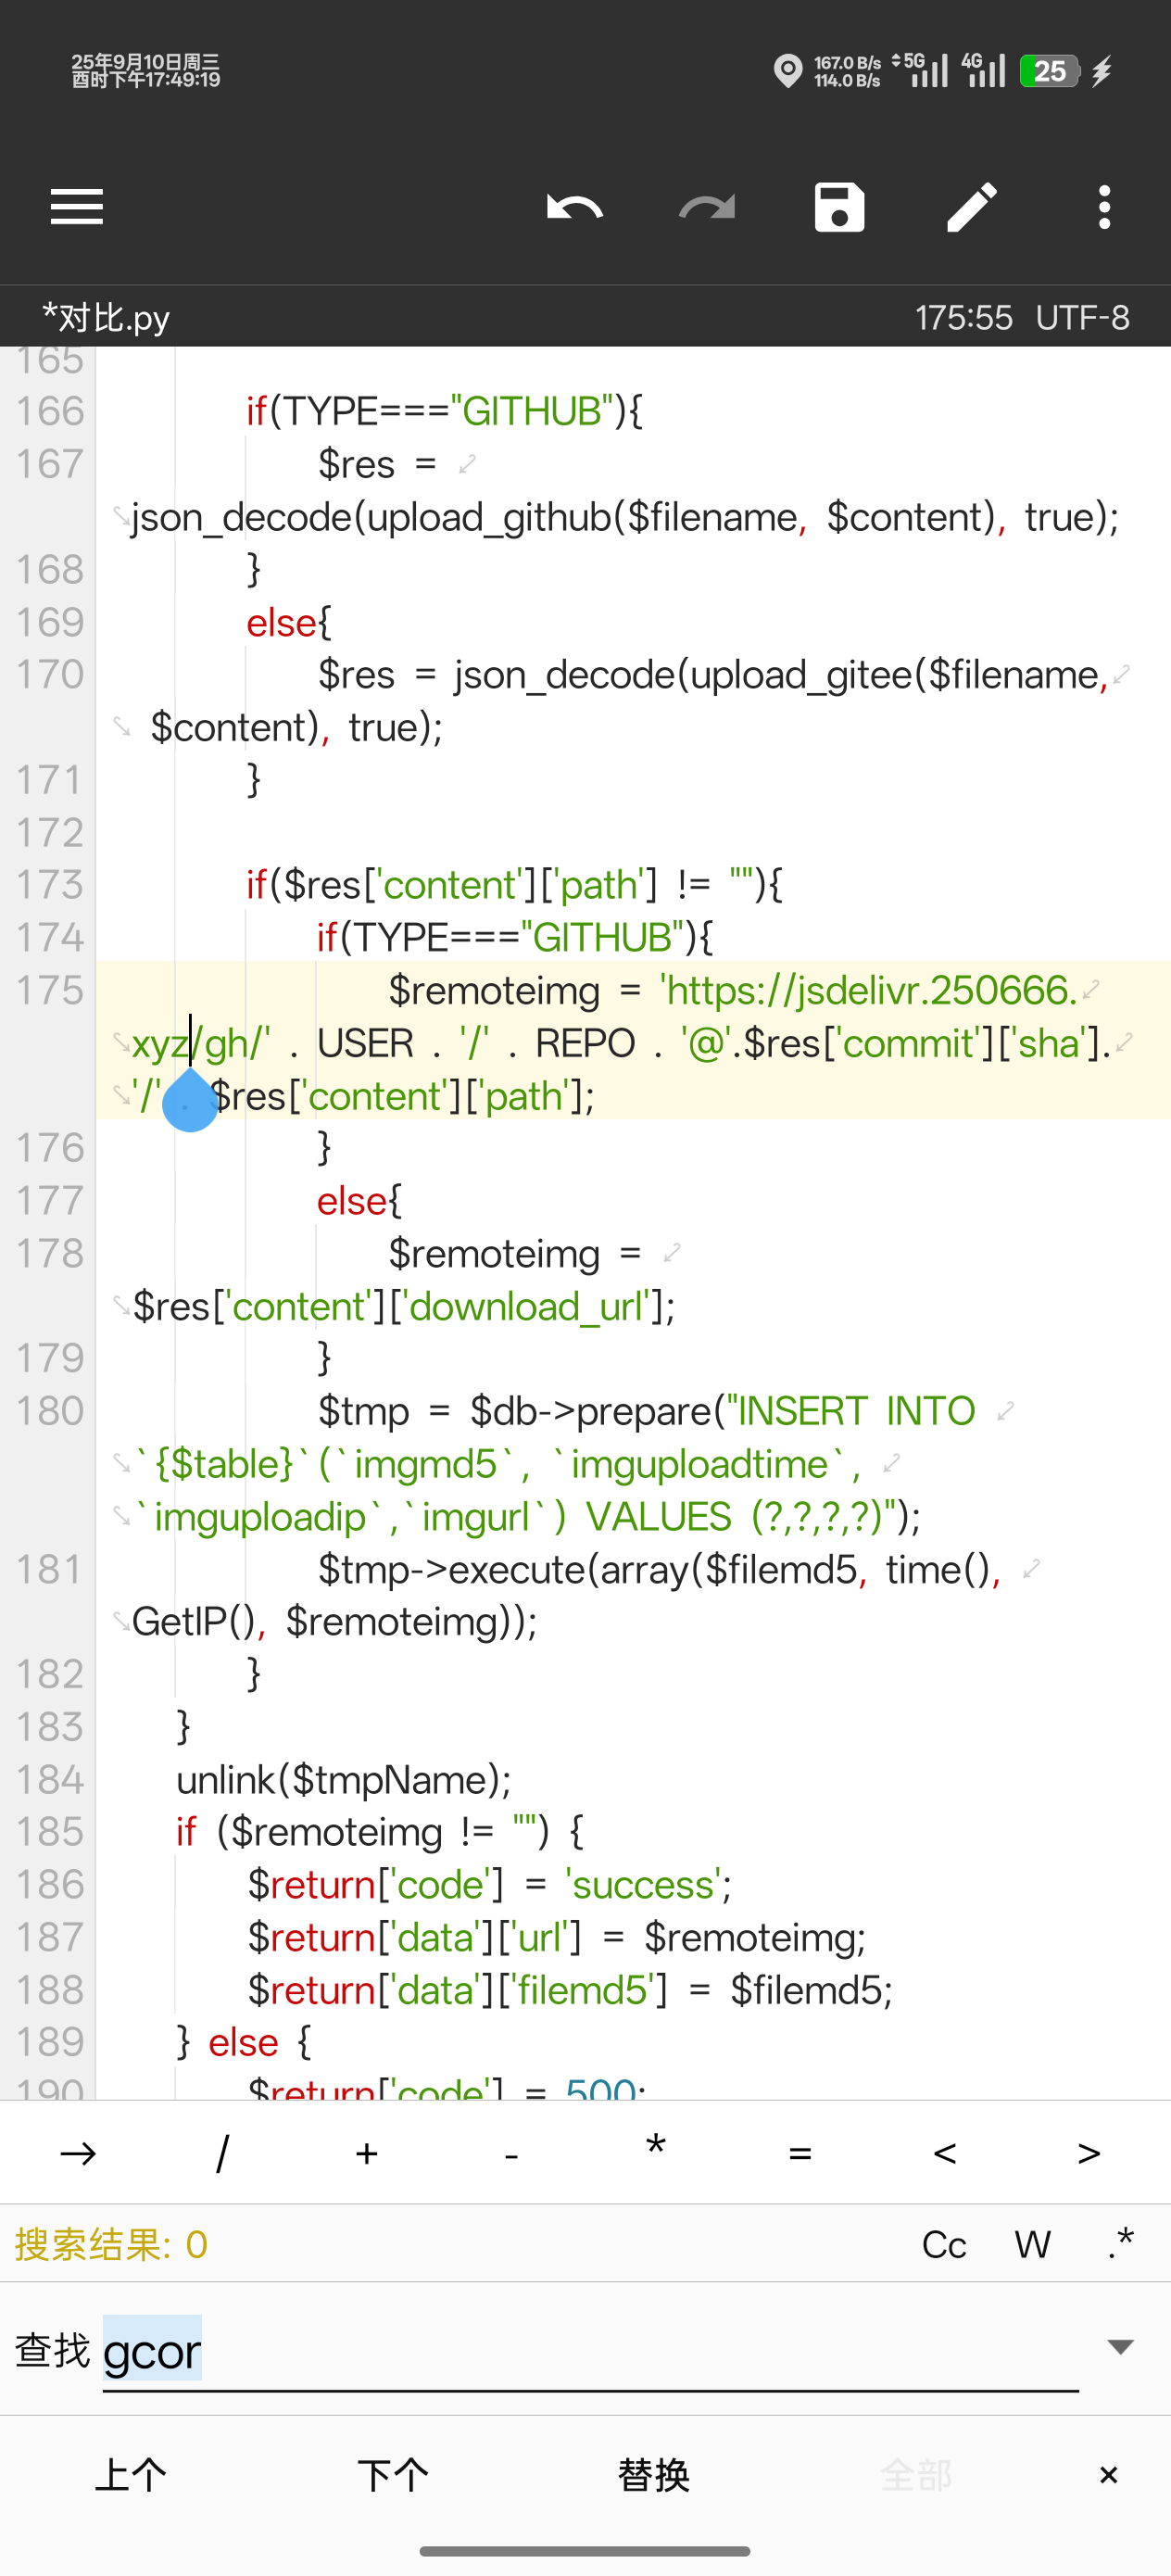 25年9月10日周三
酉时下午17:49:19
167.0 B/s
114.0 B/s
5G
4G
25
*对比.py
175:55 UTF-8
165
166 if(TYPE==="GITHUB"){
167 $res =
json_decode(upload_github($filename, $content), true);
168 }
169 else{
170 $res = json_decode(upload_gitee($filename,
$content), true);
171 }
172
173 if($res['content']['path'] != ""){
174 if(TYPE==="GITHUB"){
175 $remoteimg = 'https://jsdelivr.250666.
xyz/gh/' . USER . '/' . REPO . '@'.$res['commit']['sha'].
'/' . $res['content']['path'];
176 }
177 else{
178 $remoteimg =
$res['content']['download_url'];
179 }
180 $tmp = $db->prepare("INSERT INTO
`{$table}`(`imgmd5`, `imguploadtime`,
`imguploadip`,`imgurl`) VALUES (?,?,?,?)");
181 $tmp->execute(array($filemd5, time(),
GetIP(), $remoteimg));
182 }
183 }
184 unlink($tmpName);
185 if ($remoteimg != "") {
186 $return['code'] = 'success';
187 $return['data']['url'] = $remoteimg;
188 $return['data']['filemd5'] = $filemd5;
189 } else {
190 $return['code'] = 500;
→ / + - * = < >
搜索结果: 0 Cc W .*
查找 gcor
上个 下个 替换 全部 ×